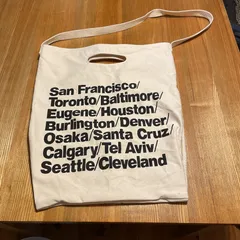 San Francisco/
Toronto/Baltimore/
Eugene/Houston/
Burlington/Denver/
Osaka/Santa Cruz/
Calgary/Tel Aviv/
Seattle/Cleveland